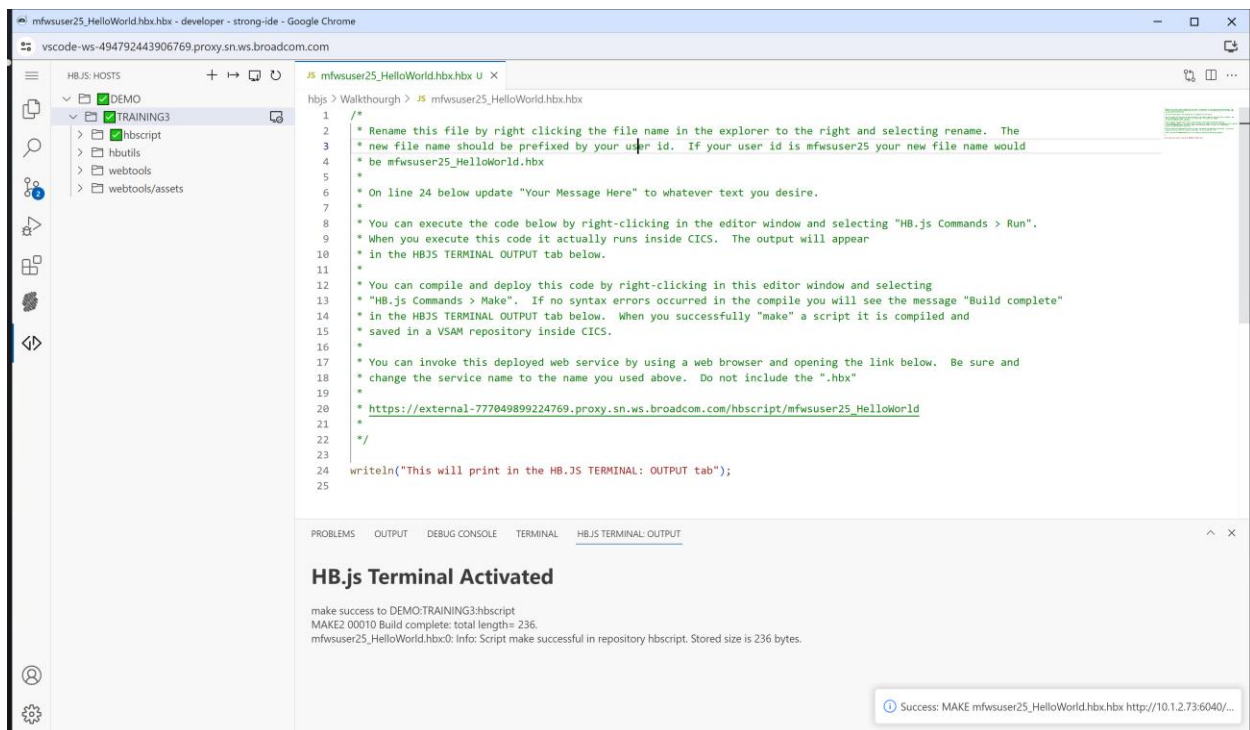 mfwsuser25_HelloWorld.hbx.hbx - developer - strong-ide - Google Chrome
vscode-ws-494792443906769.proxy.sn.ws.broadcom.com
HB.JS: HOSTS
DEMO
TRAINING3
hbscript
hbutils
webtools
webtools/assets
2
JS mfwsuser25_HelloWorld.hbx.hbx U
hbjs > Walkthourgh > JS mfwsuser25_HelloWorld.hbx.hbx
1 /*
2 * Rename this file by right clicking the file name in the explorer to the right and selecting rename. The
3 * new file name should be prefixed by your user id. If your user id is mfwsuser25 your new file name would
4 * be mfwsuser25_HelloWorld.hbx
5 *
6 * On line 24 below update "Your Message Here" to whatever text you desire.
7 *
8 * You can execute the code below by right-clicking in the editor window and selecting "HB.js Commands > Run".
9 * When you execute this code it actually runs inside CICS. The output will appear
10 * in the HBJS TERMINAL OUTPUT tab below.
11 *
12 * You can compile and deploy this code by right-clicking in this editor window and selecting
13 * "HB.js Commands > Make". If no syntax errors occurred in the compile you will see the message "Build complete"
14 * in the HBJS TERMINAL OUTPUT tab below. When you successfully "make" a script it is compiled and
15 * saved in a VSAM repository inside CICS.
16 *
17 * You can invoke this deployed web service by using a web browser and opening the link below. Be sure and
18 * change the service name to the name you used above. Do not include the ".hbx"
19 *
20 * https://external-777049899224769.proxy.sn.ws.broadcom.com/hbscript/mfwsuser25_HelloWorld
21 *
22 */
23
24 writeln("This will print in the HB.JS TERMINAL: OUTPUT tab");
25
PROBLEMS OUTPUT DEBUG CONSOLE TERMINAL HB.JS TERMINAL: OUTPUT
HB.js Terminal Activated
make success to DEMO:TRAINING3:hbscript
MAKE2 00010 Build complete: total length= 236.
mfwsuser25_HelloWorld.hbx:0: Info: Script make successful in repository hbscript. Stored size is 236 bytes.
Success: MAKE mfwsuser25_HelloWorld.hbx.hbx http://10.1.2.73:6040/...